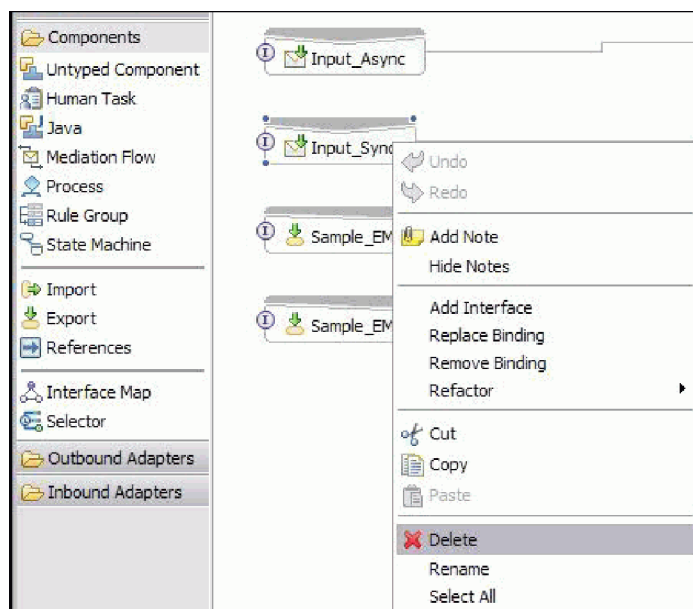 Components
Untyped Component
Human Task
Java
Mediation Flow
Process
Rule Group
State Machine
Import
Export
References
Interface Map
Selector
Outbound Adapters
Inbound Adapters
I Input_Async
I Input_Sync
I Sample_EM
I Sample_EM
Undo
Redo
Add Note
Hide Notes
Add Interface
Replace Binding
Remove Binding
Refactor
Cut
Copy
Paste
Delete
Rename
Select All